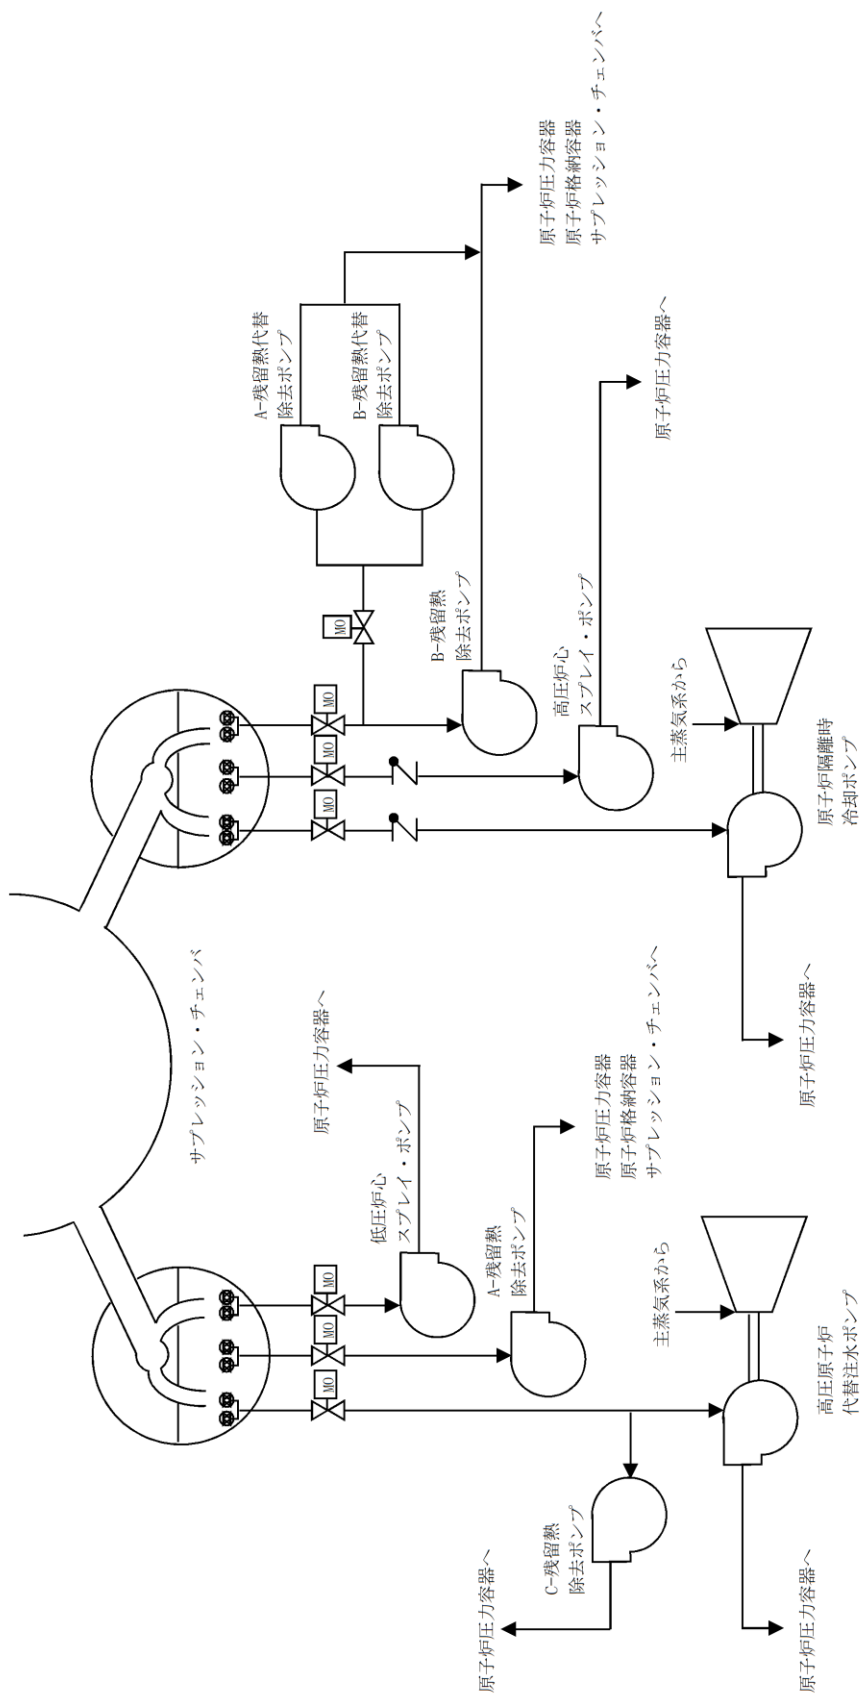 サプレッション・チェンバ
MO
MO
MO
MO
MO
MO
MO
原子炉圧力容器へ
低圧炉心
スプレイ・ポンプ
A-残留熱
除去ポンプ
原子炉圧力容器
原子炉格納容器
サプレッション・チェンバへ
原子炉圧力容器へ
C-残留熱
除去ポンプ
主蒸気系から
高圧原子炉
代替注水ポンプ
原子炉圧力容器へ
A-残留熱代替
除去ポンプ
B-残留熱代替
除去ポンプ
B-残留熱
除去ポンプ
原子炉圧力容器
原子炉格納容器
サプレッション・チェンバへ
高圧炉心
スプレイ・ポンプ
原子炉圧力容器へ
主蒸気系から
原子炉隔離時
冷却ポンプ
原子炉圧力容器へ